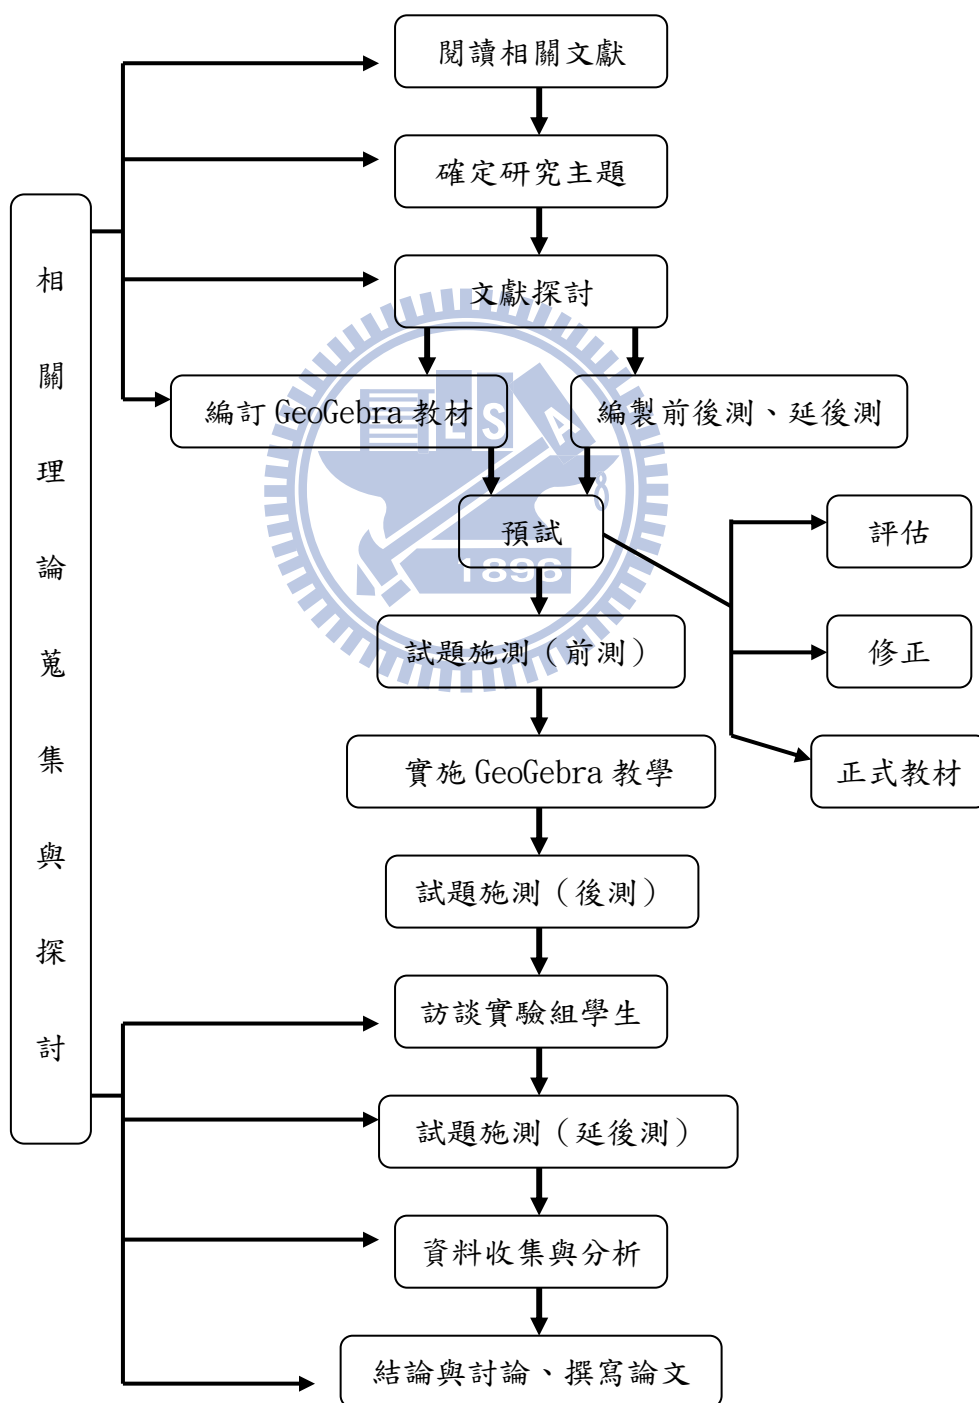 閱讀相關文獻
確定研究主題
文獻探討
編訂 GeoGebra 教材
編製前後測、延後測
預試
評估
修正
正式教材
試題施測（前測）
實施 GeoGebra 教學
試題施測（後測）
訪談實驗組學生
試題施測（延後測）
資料收集與分析
結論與討論、撰寫論文
相關理論蒐集與探討
E S A
1896